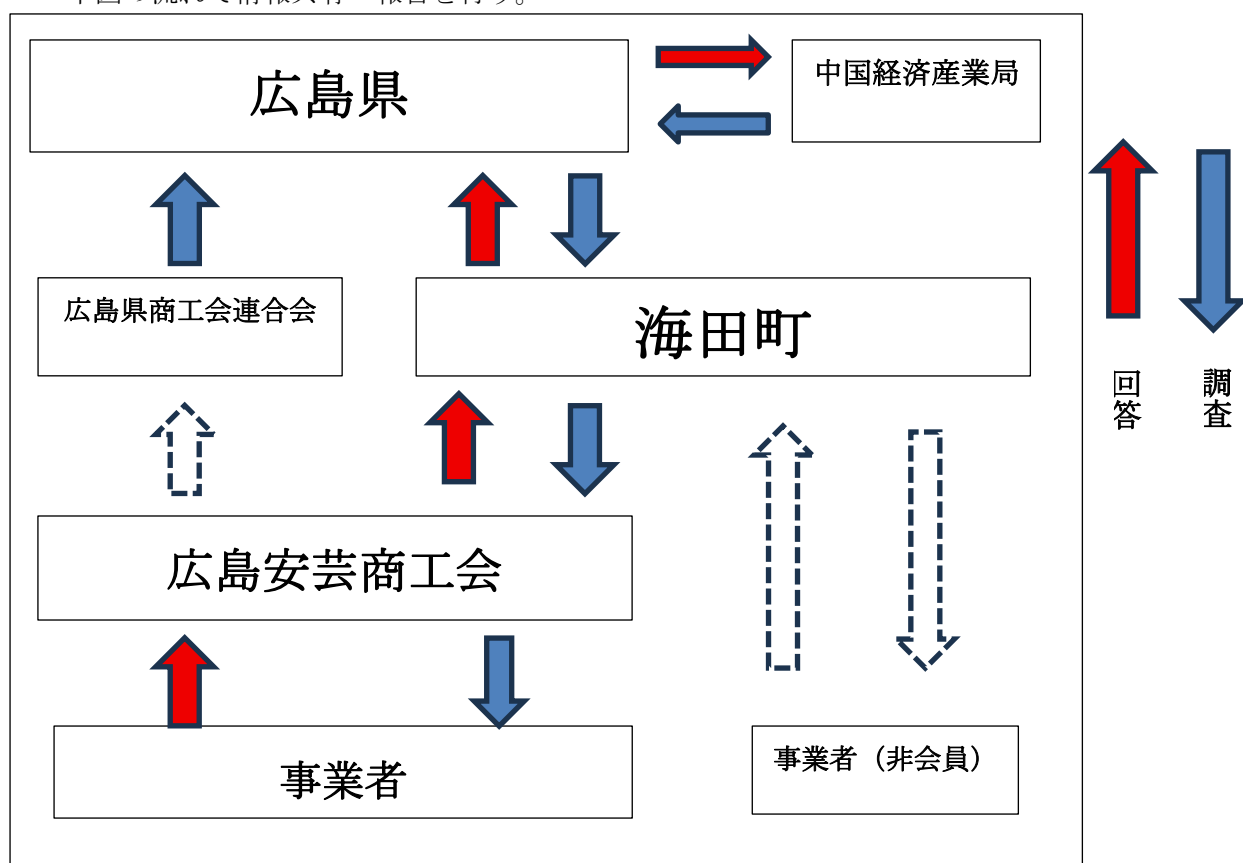 広島県
中国経済産業局
広島県商工会連合会
海田町
回答
調査
広島安芸商工会
事業者
事業者（非会員）